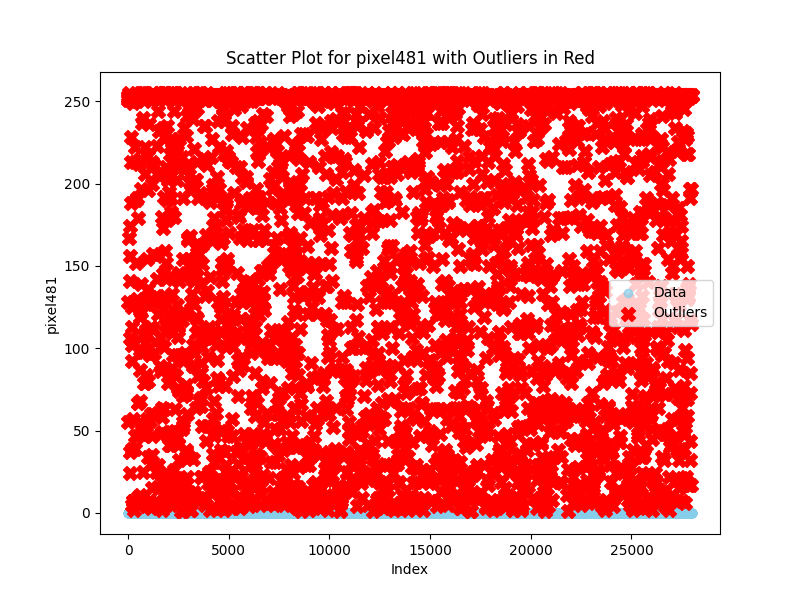 Scatter Plot for pixel481 with Outliers in Red
250
200
150
100
50
0
pixel481
Data
Outliers
0
5000
10000
15000
20000
25000
Index